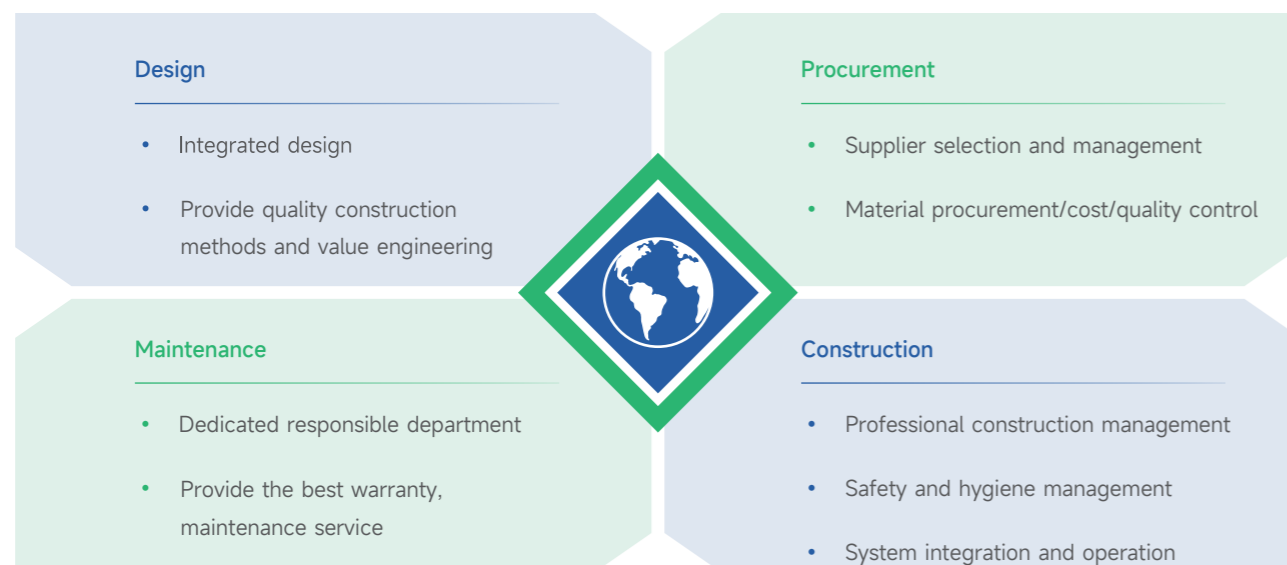 Design
• Integrated design
• Provide quality construction
methods and value engineering
Procurement
• Supplier selection and management
• Material procurement/cost/quality control
Maintenance
• Dedicated responsible department
• Provide the best warranty,
maintenance service
Construction
• Professional construction management
• Safety and hygiene management
• System integration and operation